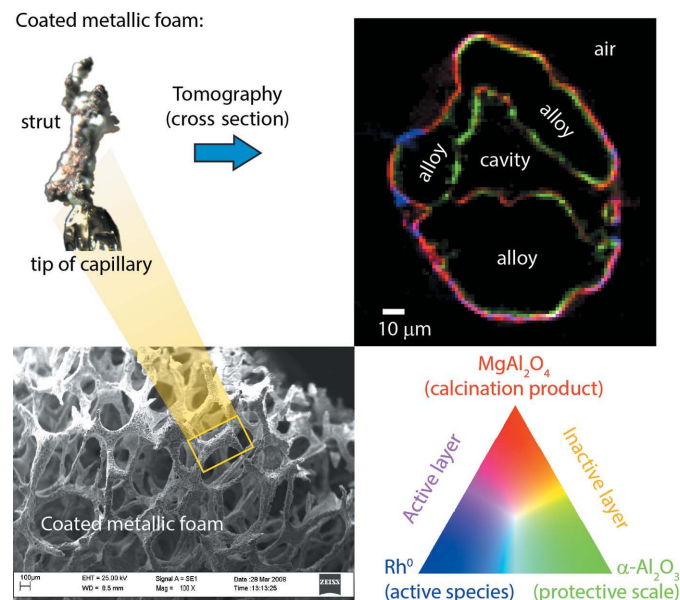 Coated metallic foam:
strut
Tomography
(cross section)
tip of capillary
air
alloy
alloy
cavity
alloy
10 μm
Coated metallic foam
100μm
EHT = 25.00 kV
WD = 8.5 mm
Signal A = SE1
Mag = 100 X
Date :28 Mar 2008
Time :13:13:25
ZEISS
MgAl₂O₄
(calcination product)
Active layer
Inactive layer
Rh⁰
(active species)
α-Al₂O₃
(protective scale)